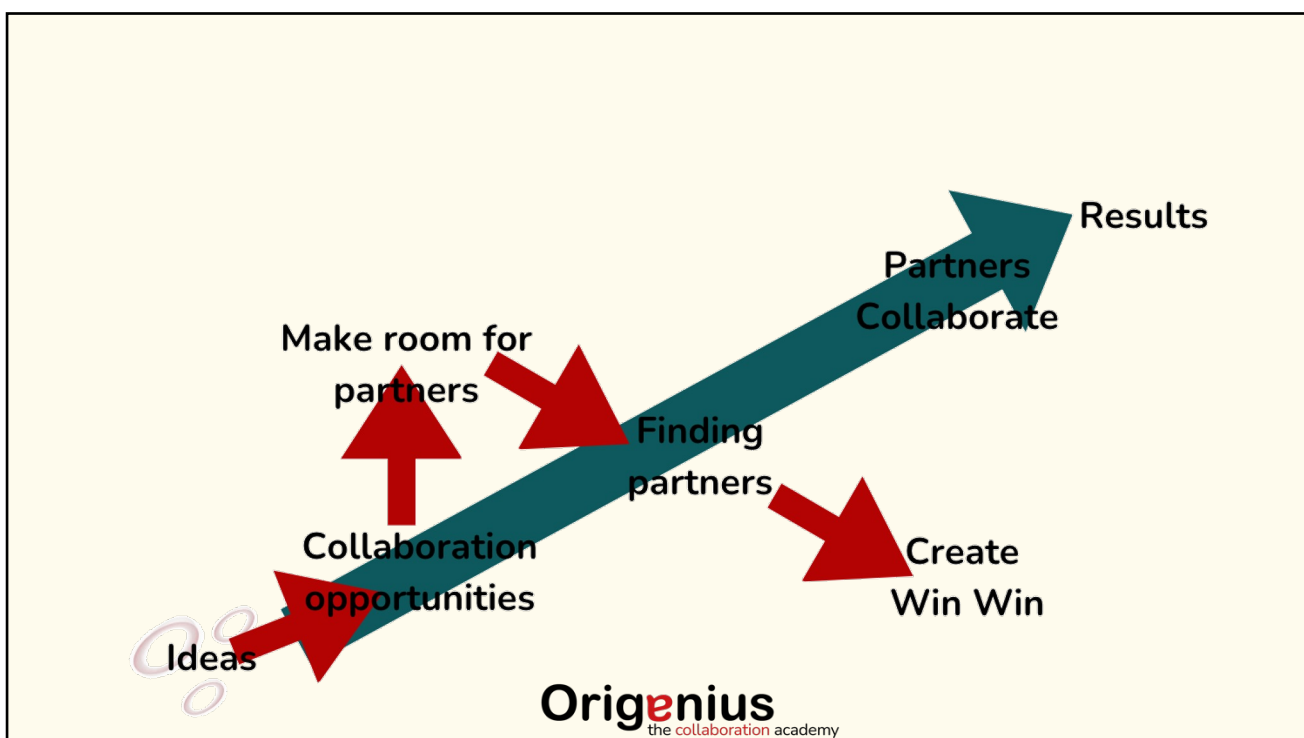 Results
Partners
Collaborate
Make room for
partners
Finding
partners
Collaboration
opportunities
Create
Win Win
Ideas
Origenius
the collaboration academy